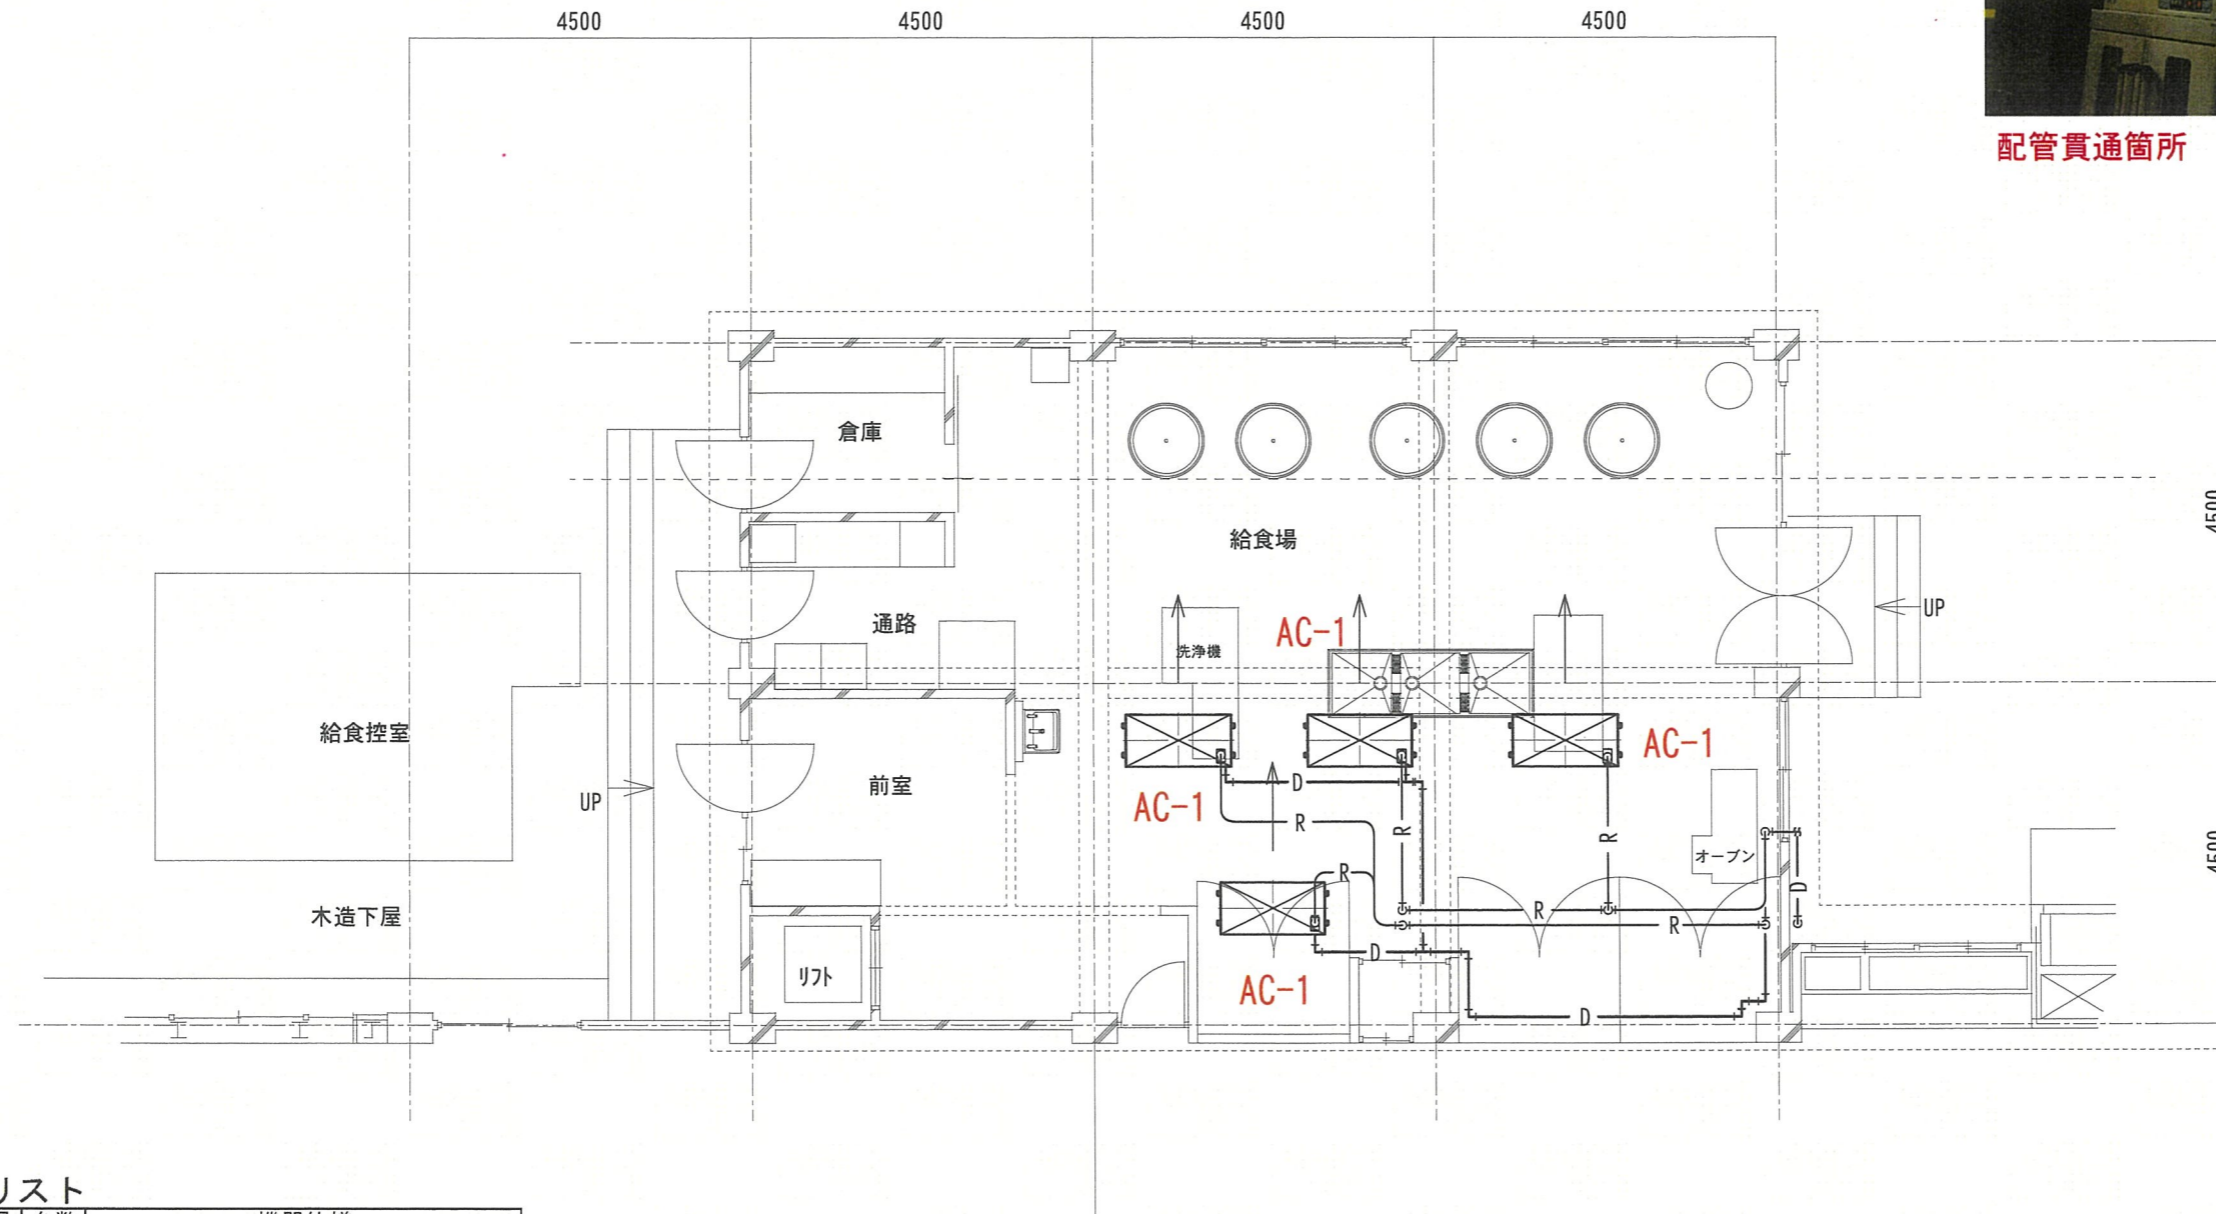 4500 4500 4500 4500
配管貫通箇所
倉庫
4500
給食場
UP
通路
AC-1
洗浄機
給食控室
AC-1
前室
D
UP
AC-1
R
R
R
4500
オーブン
R
D
木造下屋
R
R
D
リフト
AC-1
D
リスト